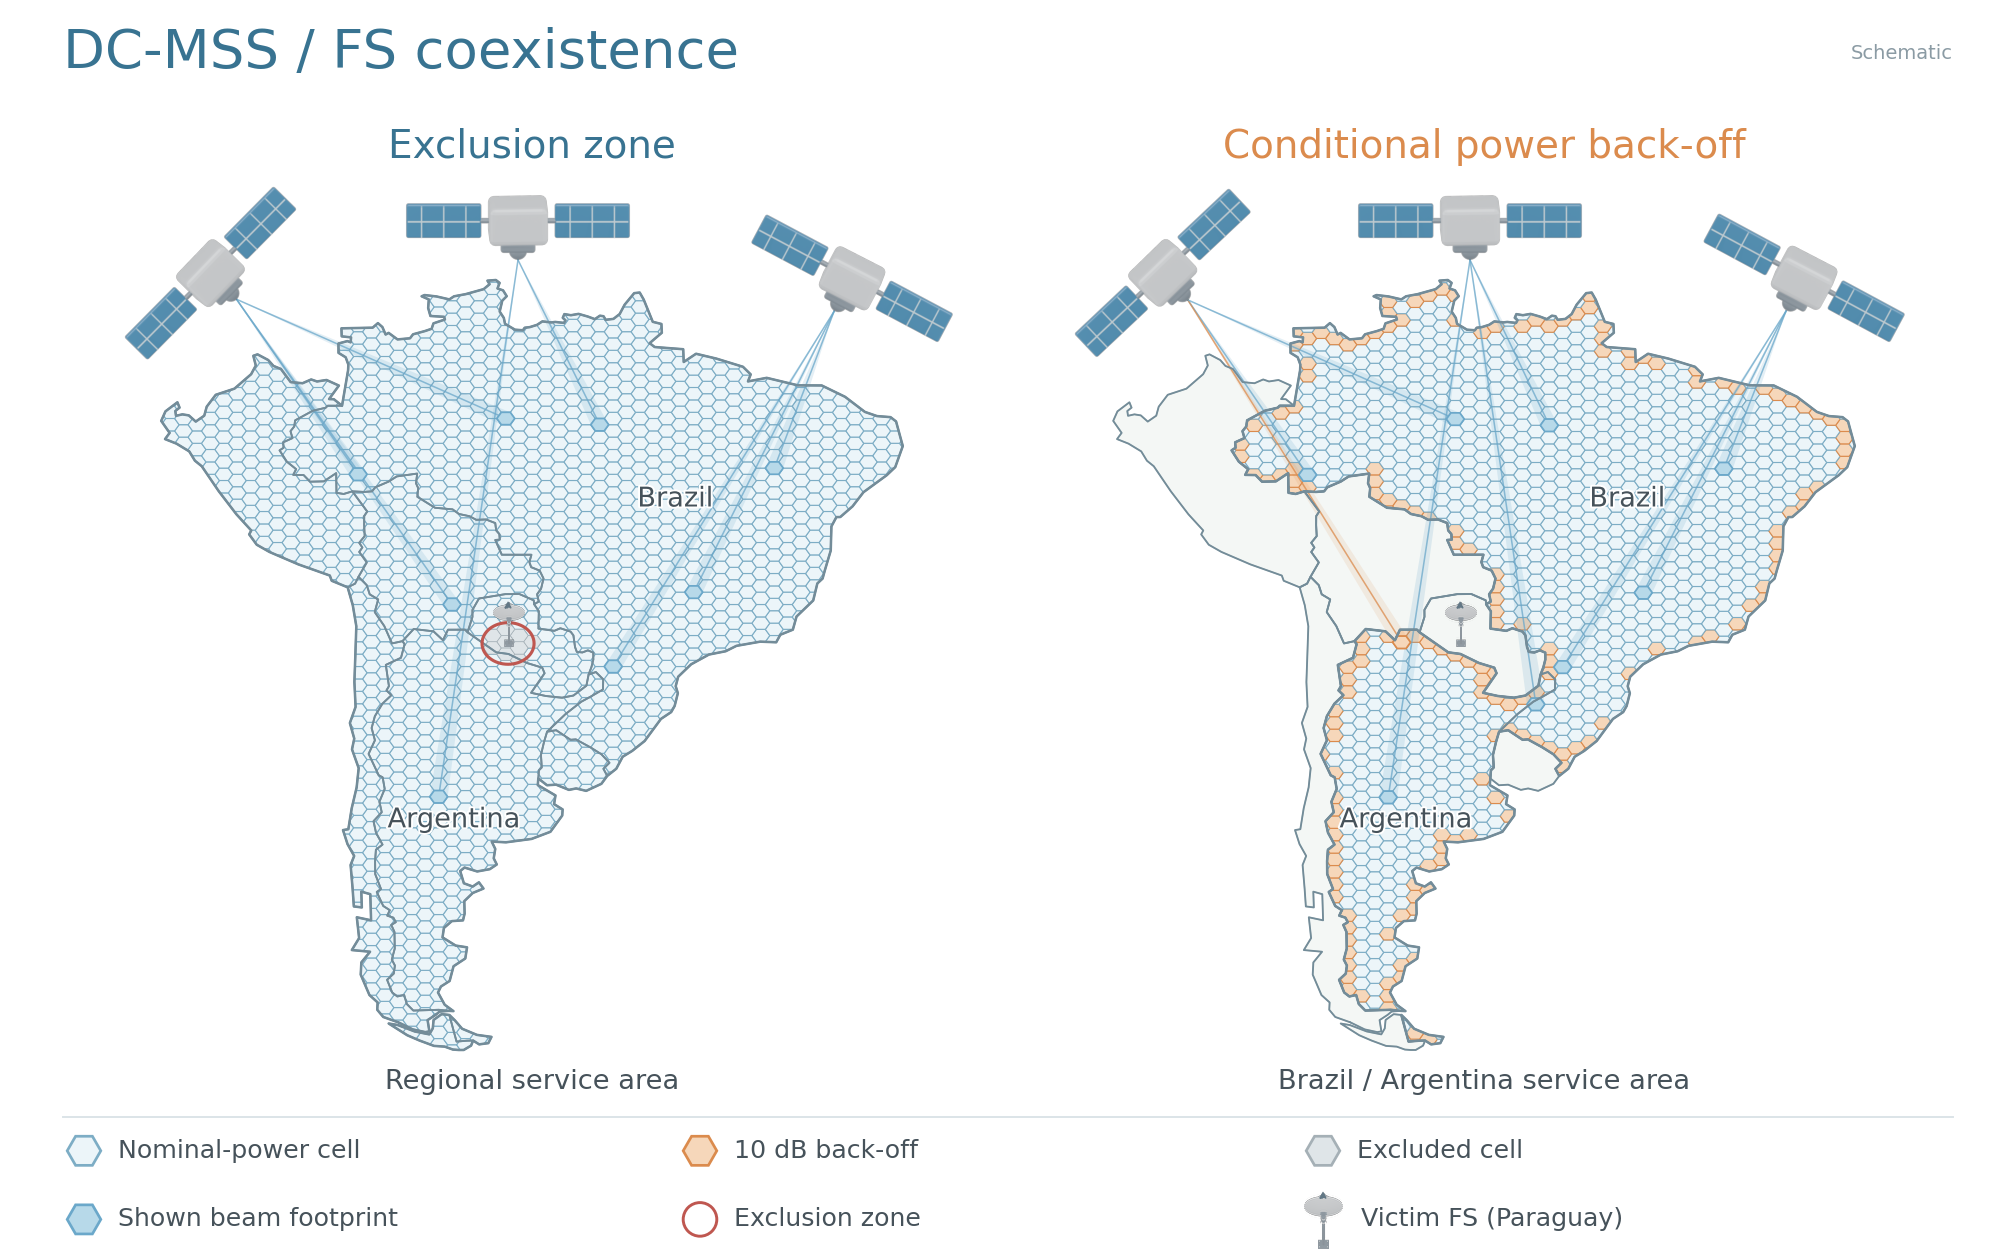 DC-MSS / FS coexistence
Schematic
Exclusion zone
Conditional power back-off
Brazil
Argentina
Brazil
Argentina
Regional service area
Brazil / Argentina service area
Nominal-power cell
10 dB back-off
Excluded cell
Shown beam footprint
Exclusion zone
Victim FS (Paraguay)